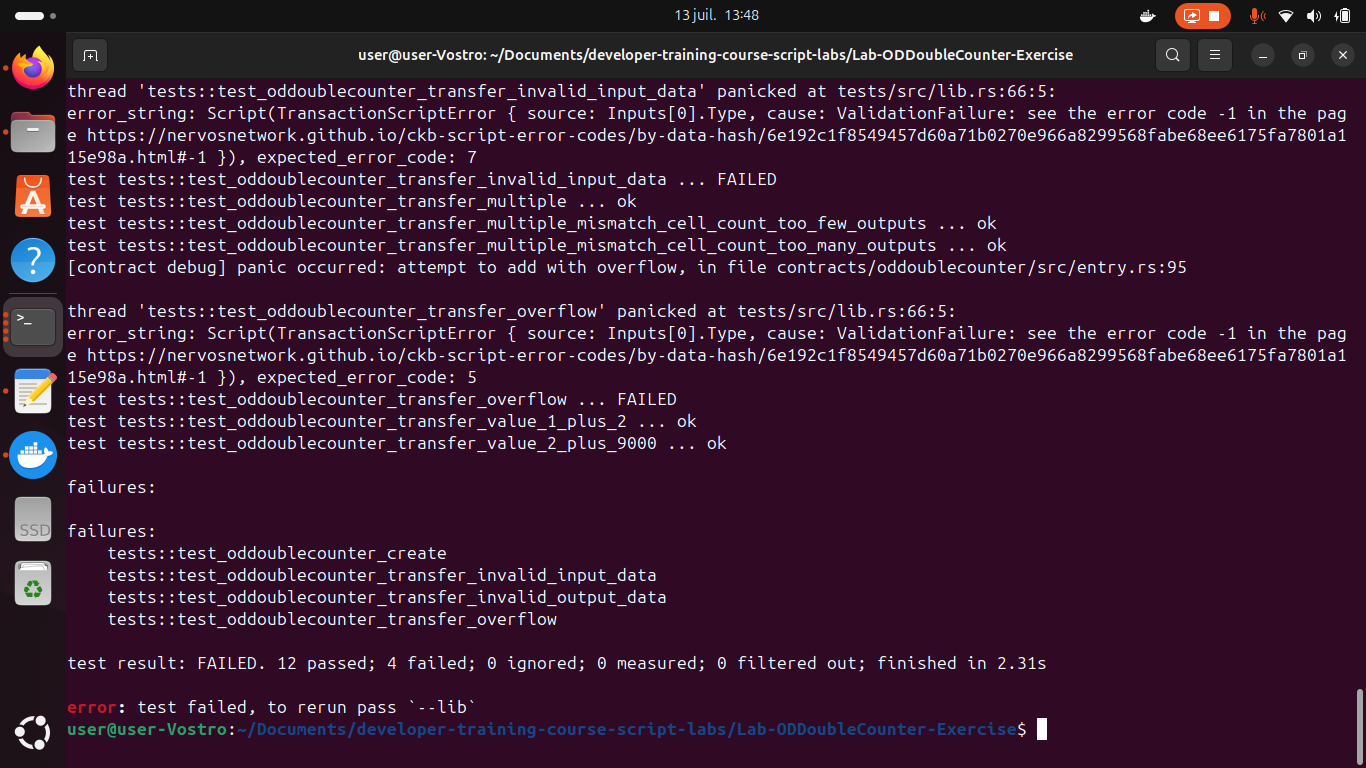 13 juil. 13:48
user@user-Vostro: ~/Documents/developer-training-course-script-labs/Lab-ODDoubleCounter-Exercise
thread 'tests::test_oddoublecounter_transfer_invalid_input_data' panicked at tests/src/lib.rs:66:5:
error_string: Script(TransactionScriptError { source: Inputs[0].Type, cause: ValidationFailure: see the error code -1 in the pag
e https://nervosnetwork.github.io/ckb-script-error-codes/by-data-hash/6e192c1f8549457d60a71b0270e966a8299568fabe68ee6175fa7801a1
15e98a.html#-1 }), expected_error_code: 7
test tests::test_oddoublecounter_transfer_invalid_input_data ... FAILED
test tests::test_oddoublecounter_transfer_multiple ... ok
test tests::test_oddoublecounter_transfer_multiple_mismatch_cell_count_too_few_outputs ... ok
test tests::test_oddoublecounter_transfer_multiple_mismatch_cell_count_too_many_outputs ... ok
[contract debug] panic occurred: attempt to add with overflow, in file contracts/oddoublecounter/src/entry.rs:95
thread 'tests::test_oddoublecounter_transfer_overflow' panicked at tests/src/lib.rs:66:5:
error_string: Script(TransactionScriptError { source: Inputs[0].Type, cause: ValidationFailure: see the error code -1 in the pag
e https://nervosnetwork.github.io/ckb-script-error-codes/by-data-hash/6e192c1f8549457d60a71b0270e966a8299568fabe68ee6175fa7801a1
15e98a.html#-1 }), expected_error_code: 5
test tests::test_oddoublecounter_transfer_overflow ... FAILED
test tests::test_oddoublecounter_transfer_value_1_plus_2 ... ok
test tests::test_oddoublecounter_transfer_value_2_plus_9000 ... ok
failures:
failures:
tests::test_oddoublecounter_create
tests::test_oddoublecounter_transfer_invalid_input_data
tests::test_oddoublecounter_transfer_invalid_output_data
tests::test_oddoublecounter_transfer_overflow
test result: FAILED. 12 passed; 4 failed; 0 ignored; 0 measured; 0 filtered out; finished in 2.31s
error: test failed, to rerun pass `--lib`
user@user-Vostro:~/Documents/developer-training-course-script-labs/Lab-ODDoubleCounter-Exercise$
SSD